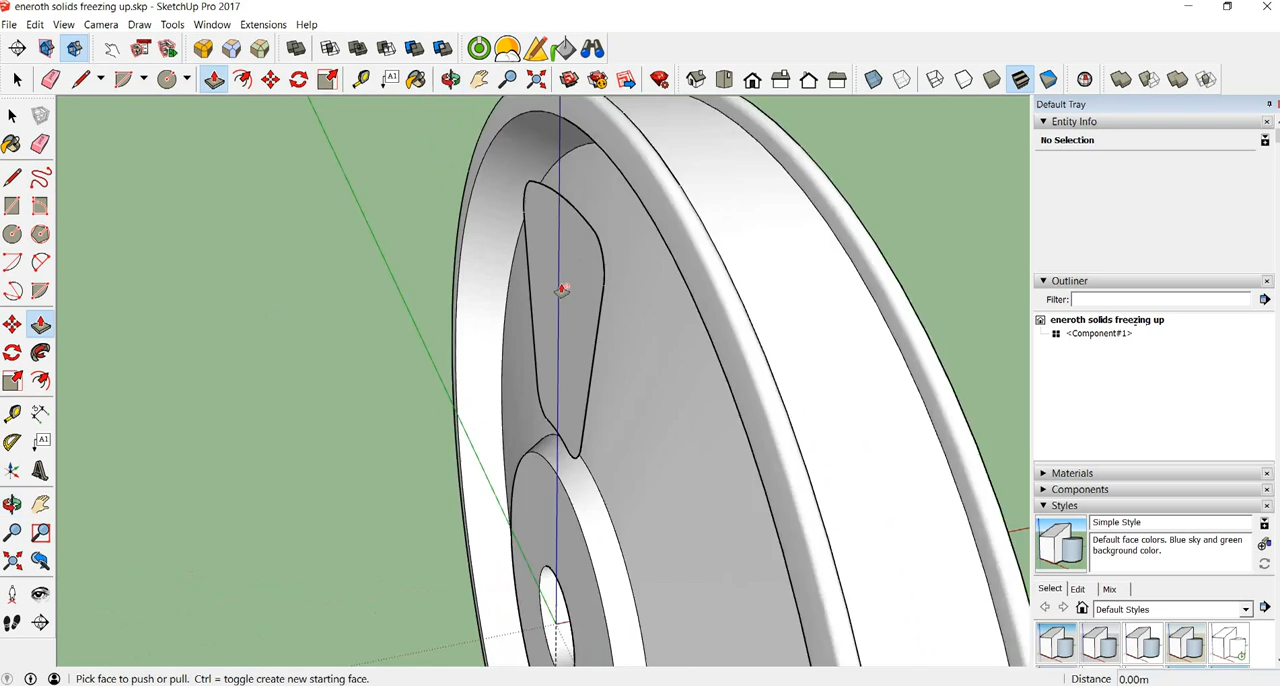 eneroth solids freezing up.skp - SketchUp Pro 2017
File Edit View Camera Draw Tools Window Extensions Help
A1
Default Tray
Entity Info
No Selection
Outliner
Filter:
eneroth solids freezing up
<Component#1>
A1
Materials
Components
Styles
Simple Style
Default face colors. Blue sky and green
background color.
Select Edit Mix
Default Styles
Pick face to push or pull. Ctrl = toggle create new starting face.
Distance 0.00m